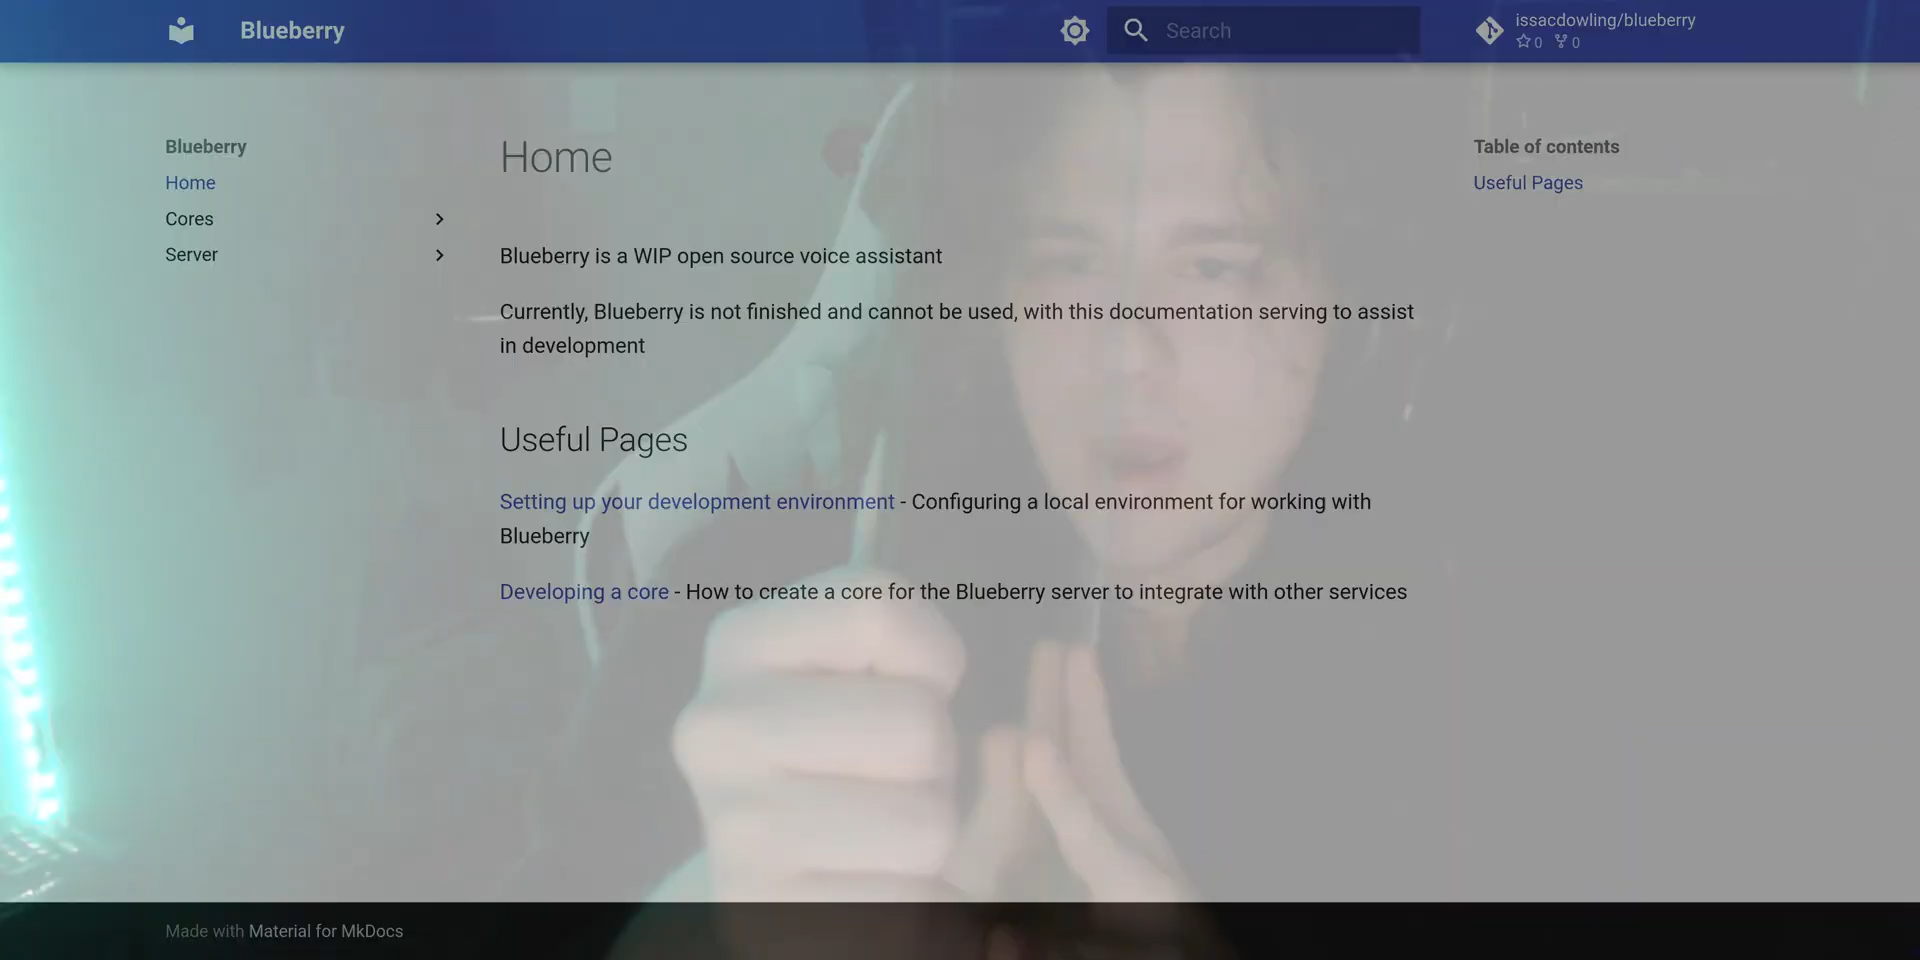 Blueberry
Search
issacdowling/blueberry
0 0
Blueberry
Home
Cores
Server
Home
Blueberry is a WIP open source voice assistant
Currently, Blueberry is not finished and cannot be used, with this documentation serving to assist
in development
Useful Pages
Setting up your development environment - Configuring a local environment for working with
Blueberry
Developing a core - How to create a core for the Blueberry server to integrate with other services
Table of contents
Useful Pages
Made with Material for MkDocs